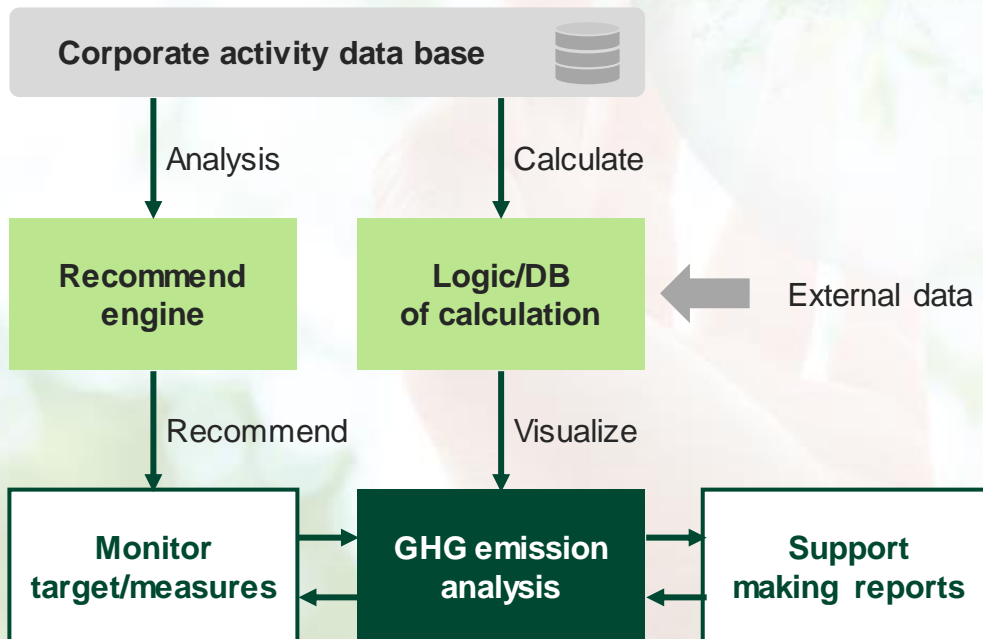 Corporate activity data base
Analysis
Calculate
Recommend
engine
Logic/DB
of calculation
External data
Recommend
Visualize
Monitor
target/measures
GHG emission
analysis
Support
making reports